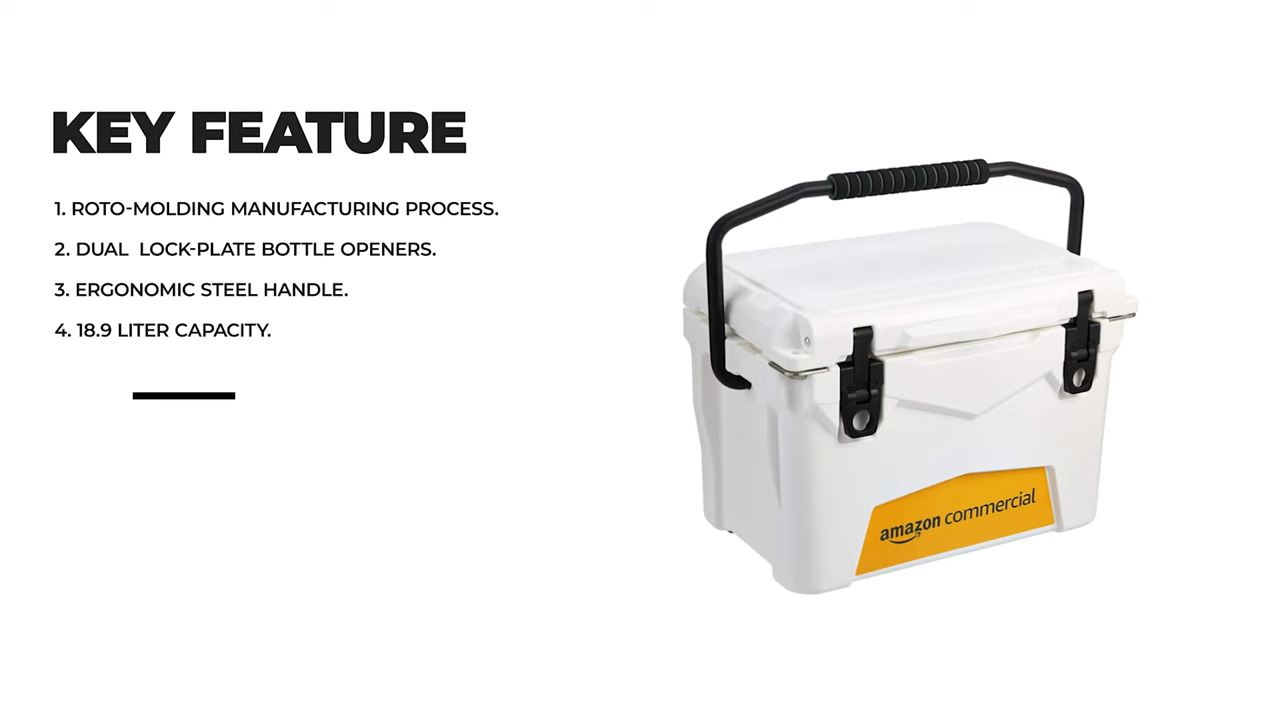 KEY FEATURE
1. ROTO-MOLDING MANUFACTURING PROCESS.
2. DUAL LOCK-PLATE BOTTLE OPENERS.
3. ERGONOMIC STEEL HANDLE.
4. 18.9 LITER CAPACITY.
amazon commercial